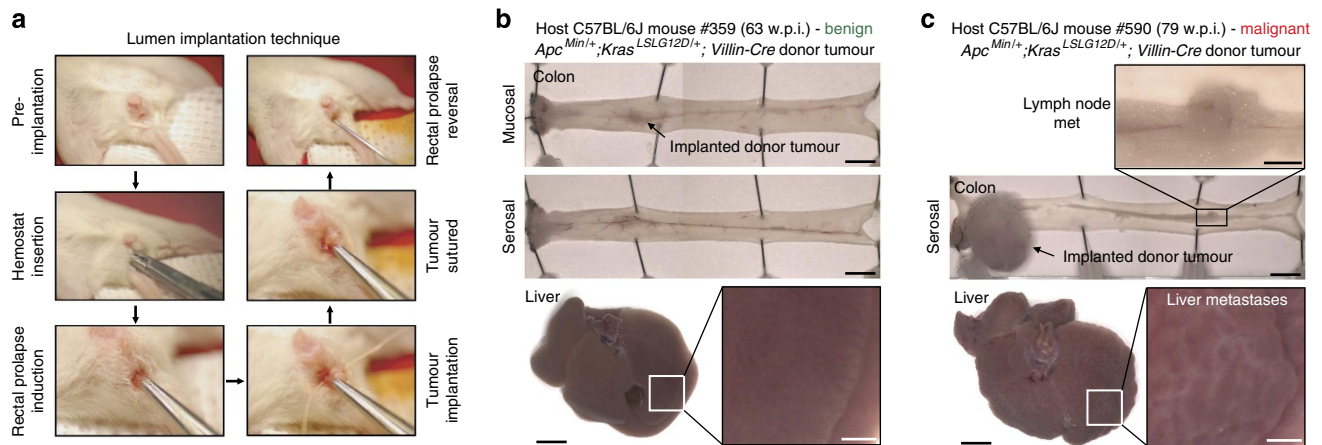 a
Lumen implantation technique
Pre-
implantation
Hemostat
insertion
Rectal prolapse
induction
Tumour
implantation
Tumour
sutured
Rectal prolapse
reversal
b
Host C57BL/6J mouse #359 (63 w.p.i.) - benign
Apc Min/+;Kras LSLG12D/+; Villin-Cre donor tumour
Mucosal
Colon
Implanted donor tumour
Serosal
Liver
c
Host C57BL/6J mouse #590 (79 w.p.i.) - malignant
Apc Min/+;Kras LSLG12D/+; Villin-Cre donor tumour
Lymph node
met
Serosal
Colon
Implanted donor tumour
Liver
Liver metastases